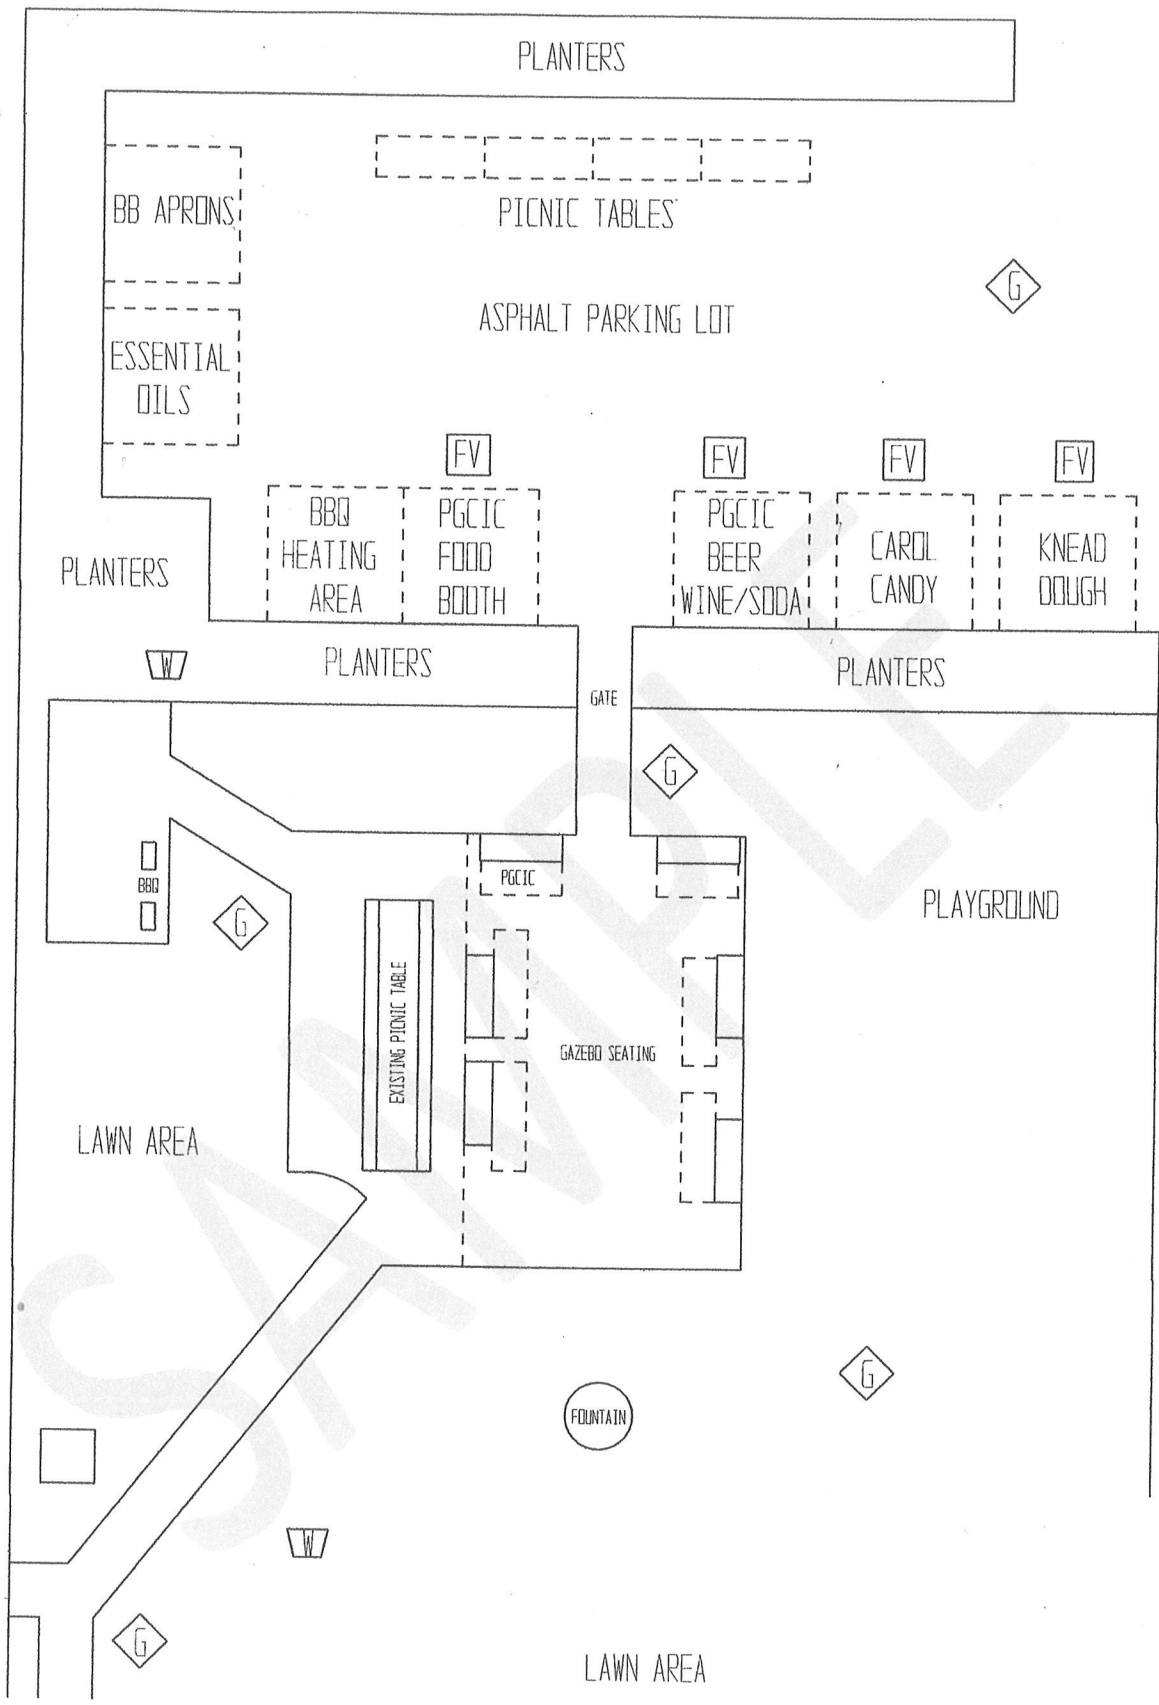 PLANTERS
BB APRONS
PICNIC TABLES
G
ASPHALT PARKING LOT
ESSENTIAL
OILS
FV
FV
FV
FV
BBQ
HEATING
AREA
PGCIC
FOOD
BOOTH
PGCIC
BEER
WINE/SODA
CAROL
CANDY
KNEAD
DOUGH
PLANTERS
W
PLANTERS
GATE
PLANTERS
G
PGCIC
BBQ
G
PLAYGROUND
EXISTING PICNIC TABLE
GAZEBO SEATING
LAWN AREA
G
FOUNTAIN
W
G
LAWN AREA
SAMPLE